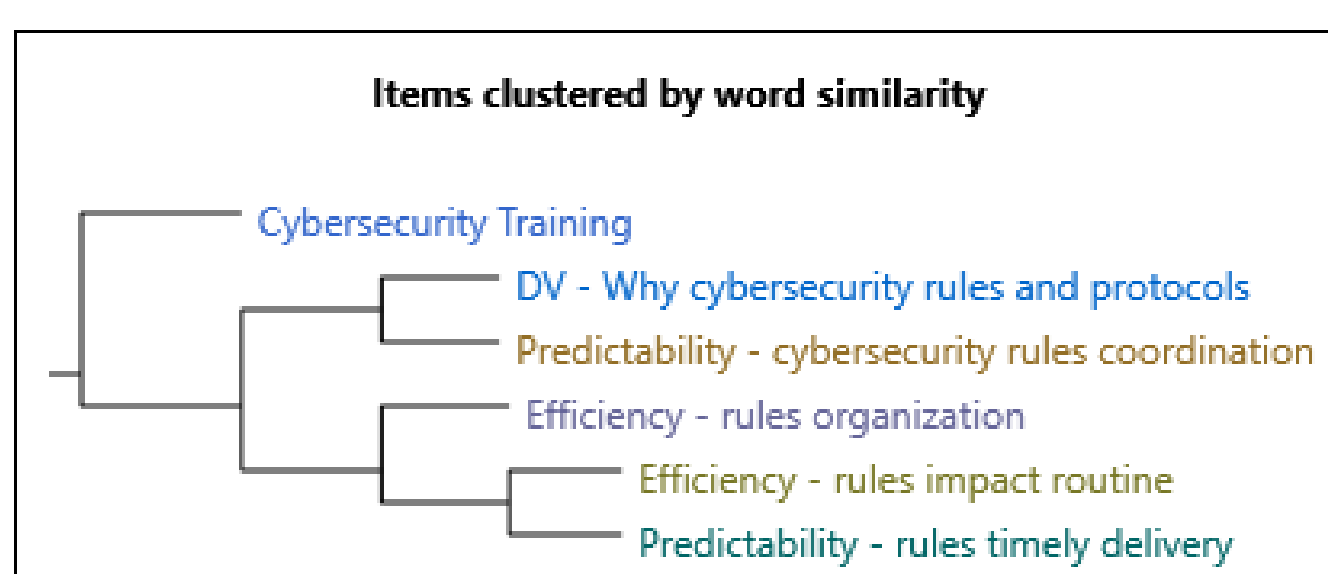 Items clustered by word similarity
Cybersecurity Training
DV - Why cybersecurity rules and protocols
Predictability - cybersecurity rules coordination
Efficiency - rules organization
Efficiency - rules impact routine
Predictability - rules timely delivery